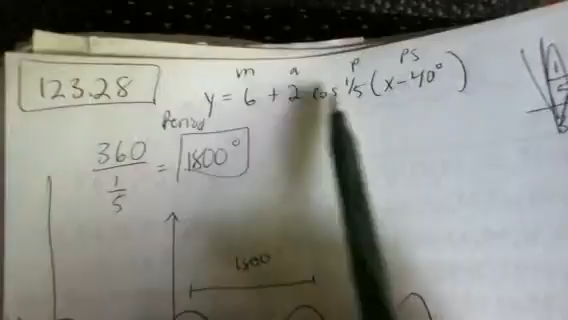 123.28
m a P PS
y = 6 + 2 cos 1/5 (x - 40°)
Period
360
1
5
= 1800°
1800